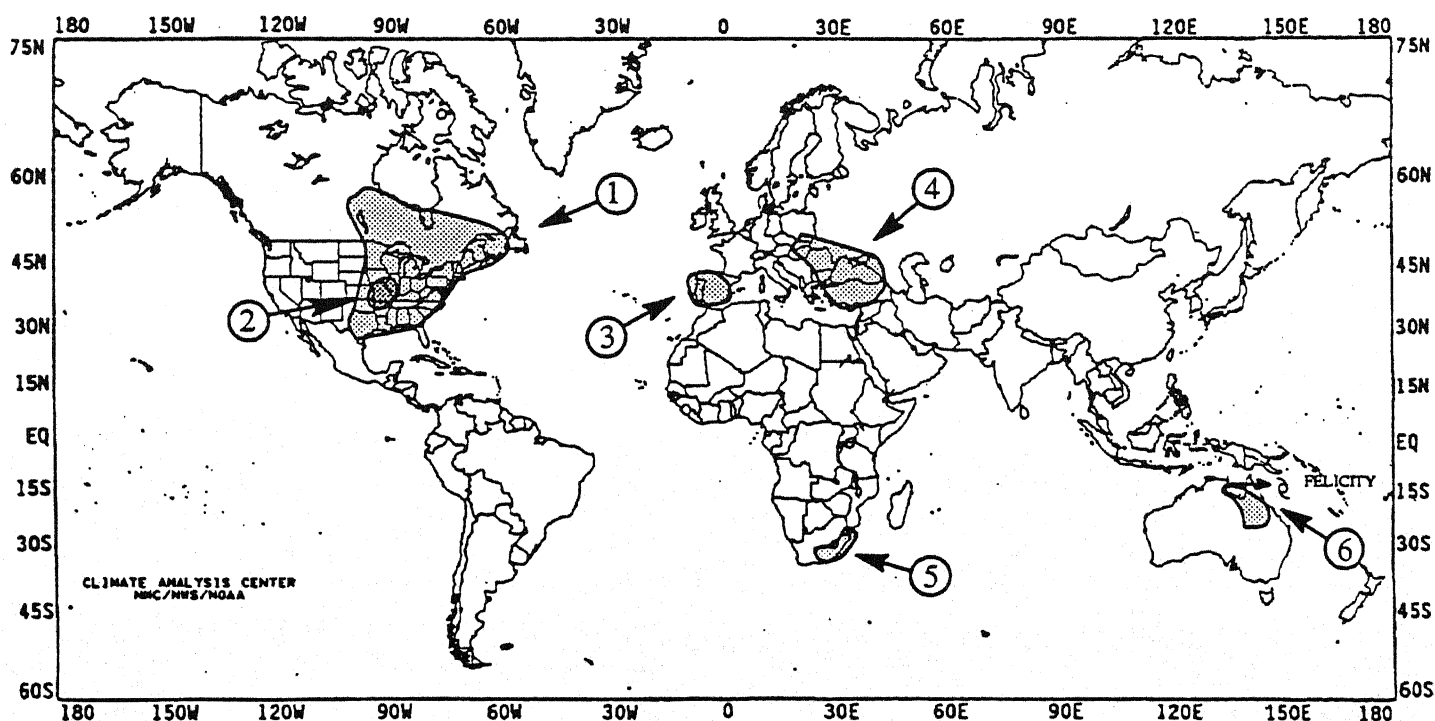 180 150W 120W 90W 60W 30W 0 30E 60E 90E 120E 150E 180
75N 75N
60N 60N
45N 45N
30N 30N
15N 15N
EQ EQ
15S 15S
30S 30S
45S 45S
60S 60S
1
4
2
3
FELICITY
6
5
CLIMATE ANALYSIS CENTER
NMC/NWS/NOAA
180 150W 120W 90W 60W 30W 0 30E 60E 90E 120E 150E 180